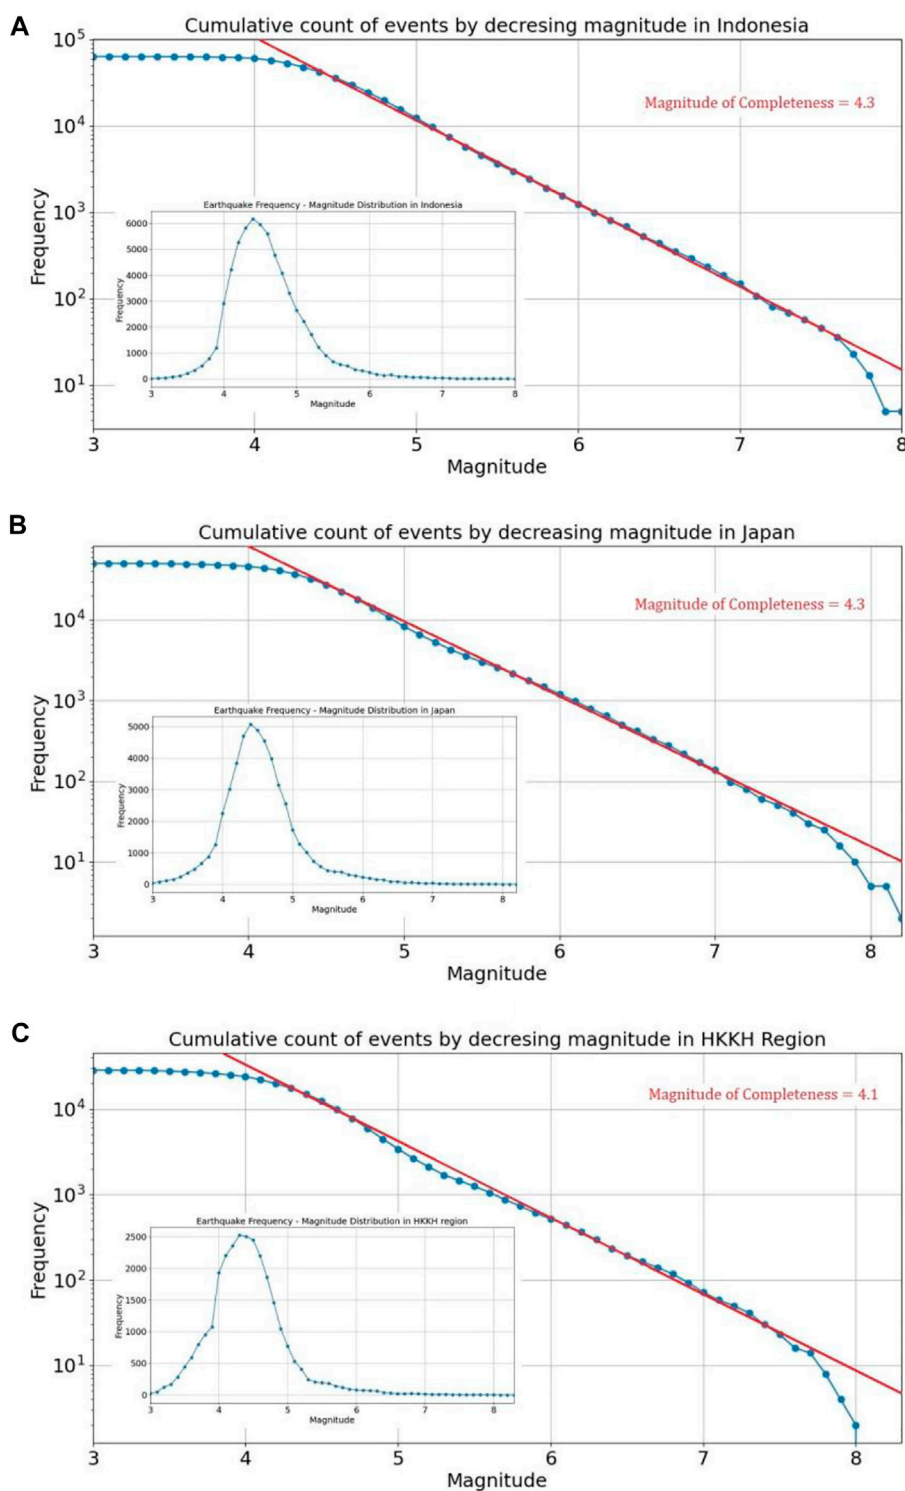 A
Cumulative count of events by decresing magnitude in Indonesia
10^5
10^4
10^3
10^2
10^1
Frequency
Magnitude of Completeness = 4.3
Earthquake Frequency - Magnitude Distribution in Indonesia
6000
5000
4000
3000
2000
1000
0
Frequency
3 4 5 6 7 8
Magnitude
3 4 5 6 7 8
Magnitude
B
Cumulative count of events by decreasing magnitude in Japan
10^4
10^3
10^2
10^1
Frequency
Magnitude of Completeness = 4.3
Earthquake Frequency - Magnitude Distribution in Japan
5000
4000
3000
2000
1000
0
Frequency
3 4 5 6 7 8
Magnitude
3 4 5 6 7 8
Magnitude
C
Cumulative count of events by decresing magnitude in HKKH Region
10^4
10^3
10^2
10^1
Frequency
Magnitude of Completeness = 4.1
Earthquake Frequency - Magnitude Distribution in HKKH region
2500
2000
1500
1000
500
0
Frequency
3 4 5 6 7 8
Magnitude
3 4 5 6 7 8
Magnitude